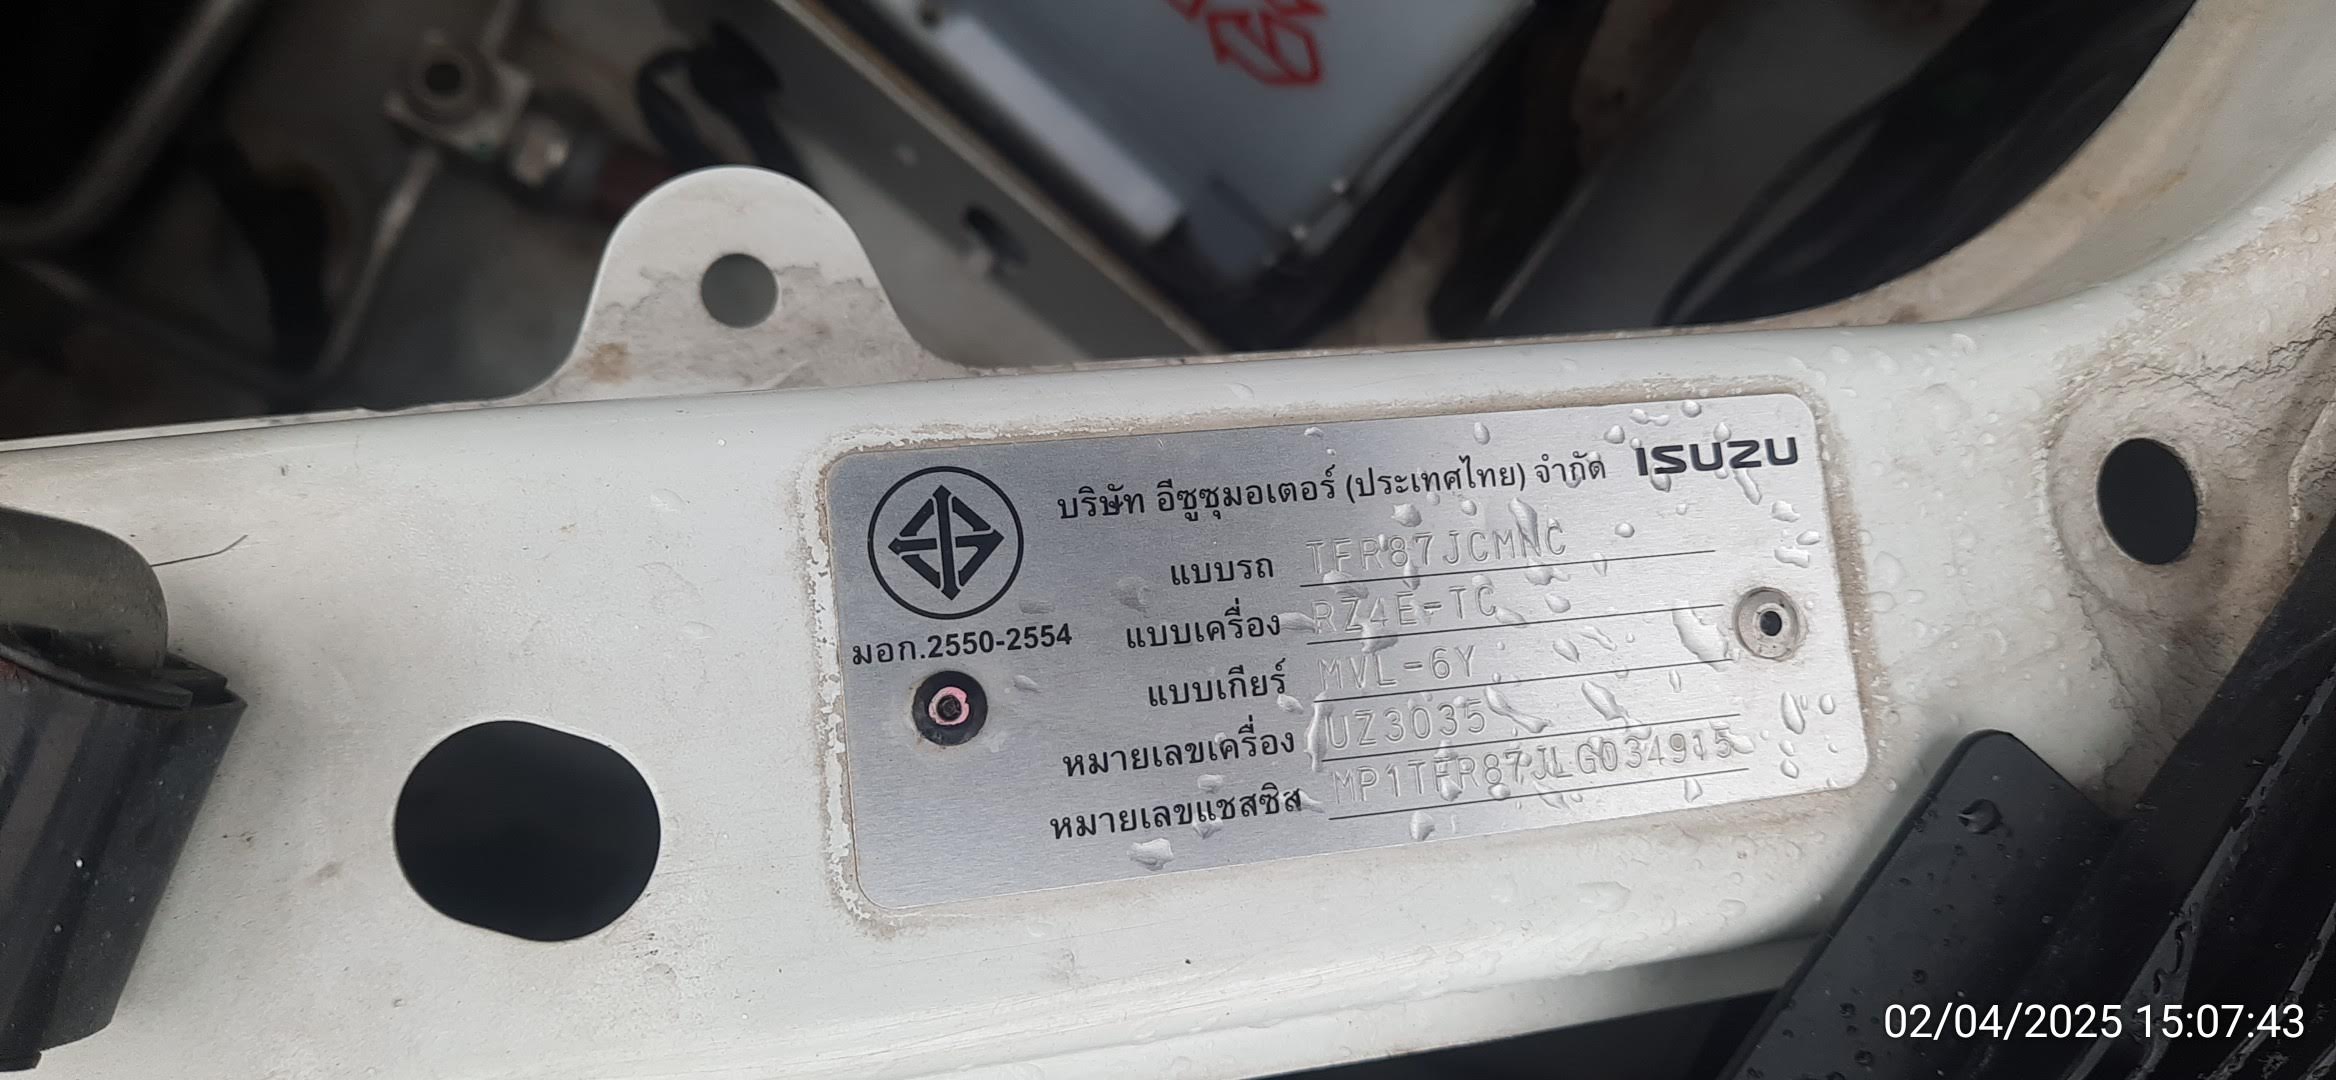 บริษัท อีซูซุมอเตอร์ (ประเทศไทย) จำกัด ISUZU
แบบรถ TFR87JCMNC
แบบเครื่อง RZ4E-TC
มอก.2550-2554
แบบเกียร์ MVL-6Y
หมายเลขเครื่อง UZ3035
หมายเลขแชสซิส MP1TFR87JLG034915
02/04/2025 15:07:43